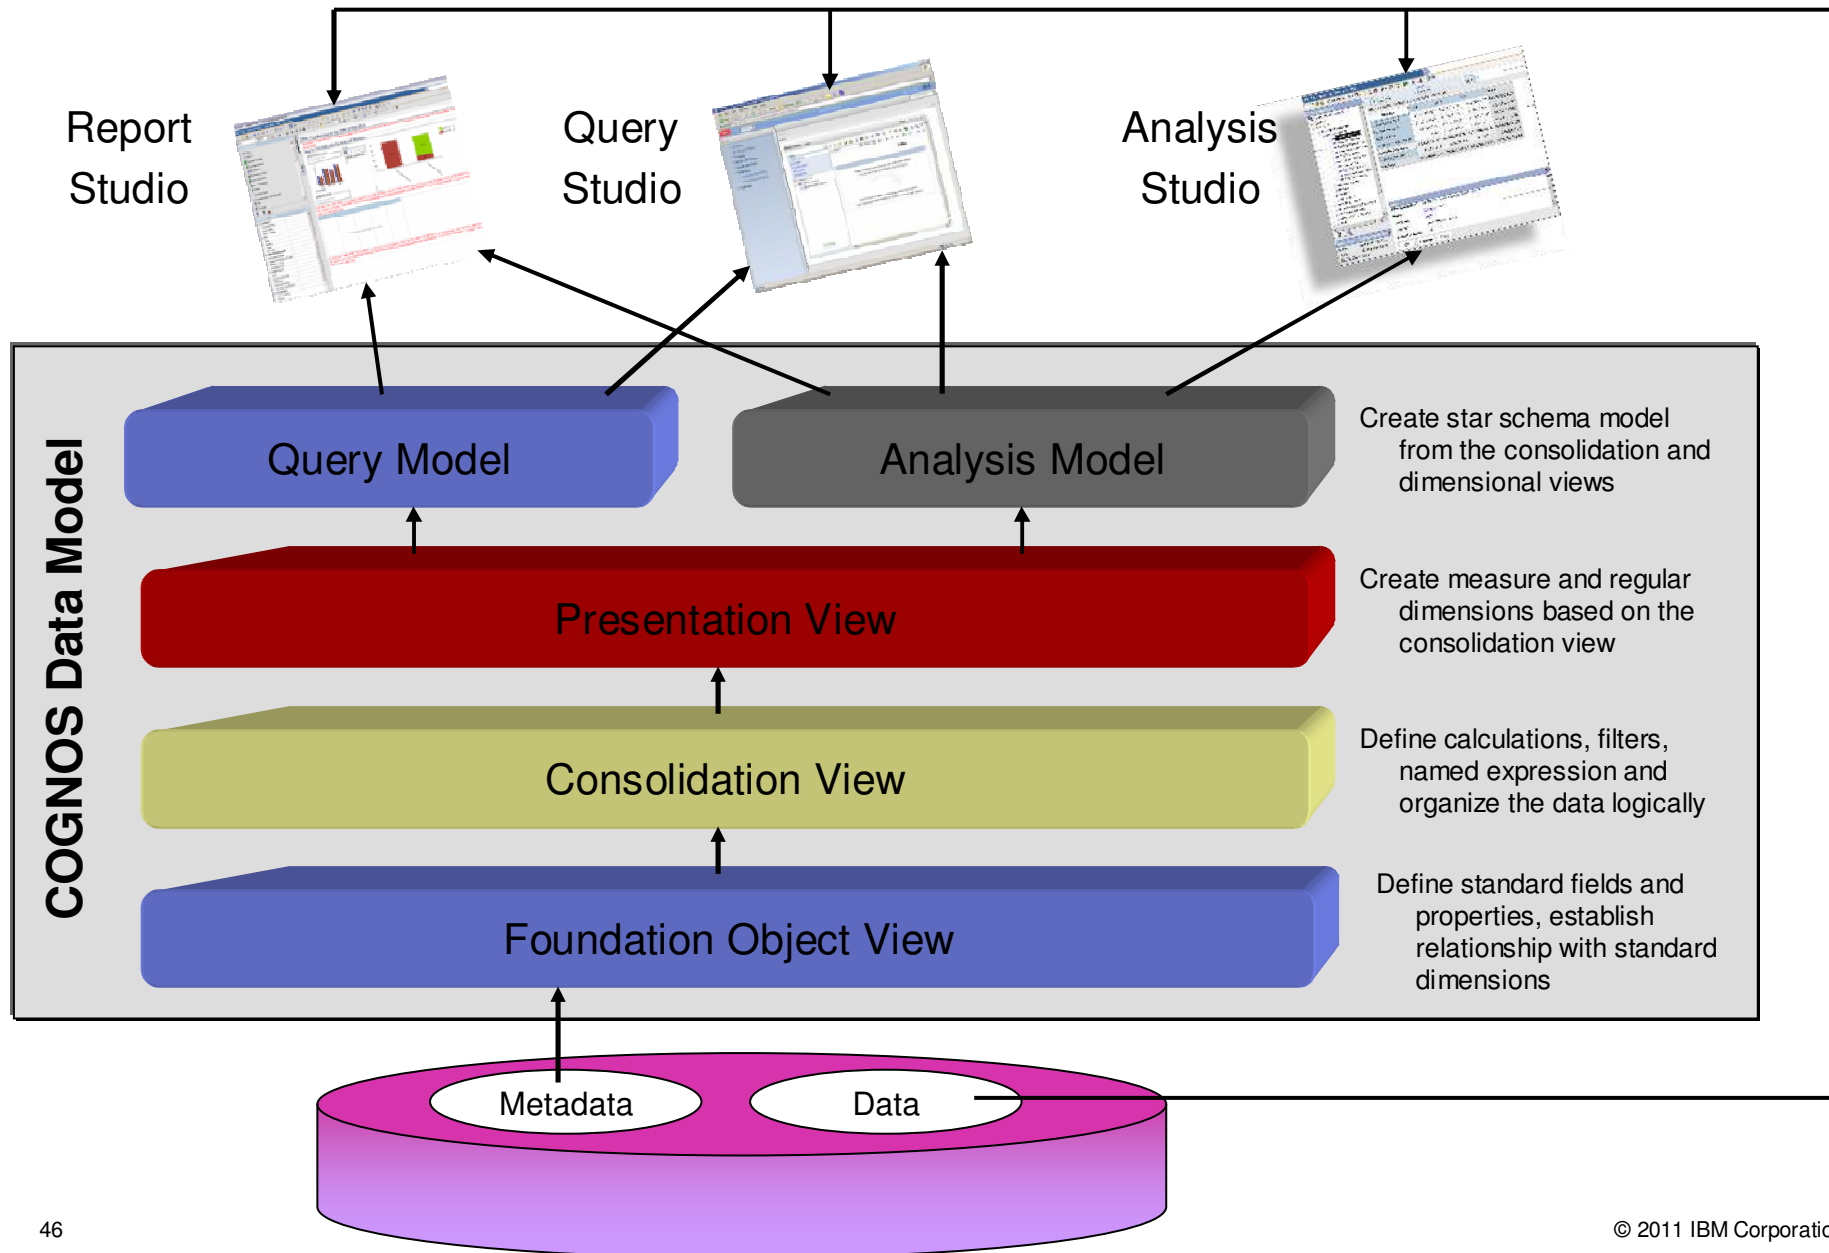 Report
Studio
Query
Studio
Analysis
Studio
COGNOS Data Model
Query Model
Analysis Model
Create star schema model
from the consolidation and
dimensional views
Presentation View
Create measure and regular
dimensions based on the
consolidation view
Consolidation View
Define calculations, filters,
named expression and
organize the data logically
Foundation Object View
Define standard fields and
properties, establish
relationship with standard
dimensions
Metadata
Data
46
© 2011 IBM Corporatio